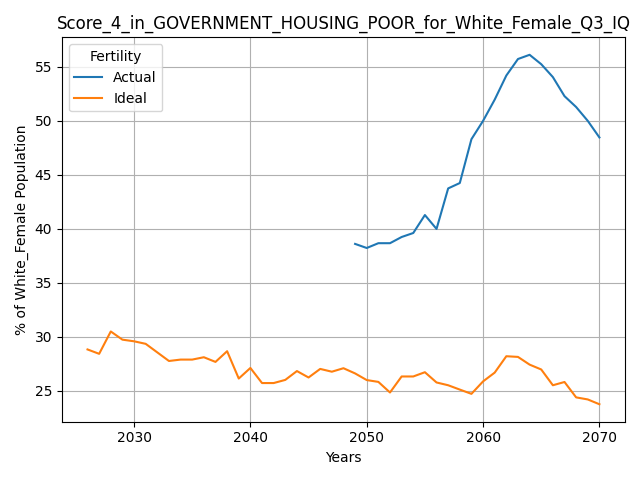 Score_4_in_GOVERNMENT_HOUSING_POOR_for_White_Female_Q3_IQ
Fertility
Actual
Ideal
% of White_Female Population
55
50
45
40
35
30
25
2030 2040 2050 2060 2070
Years